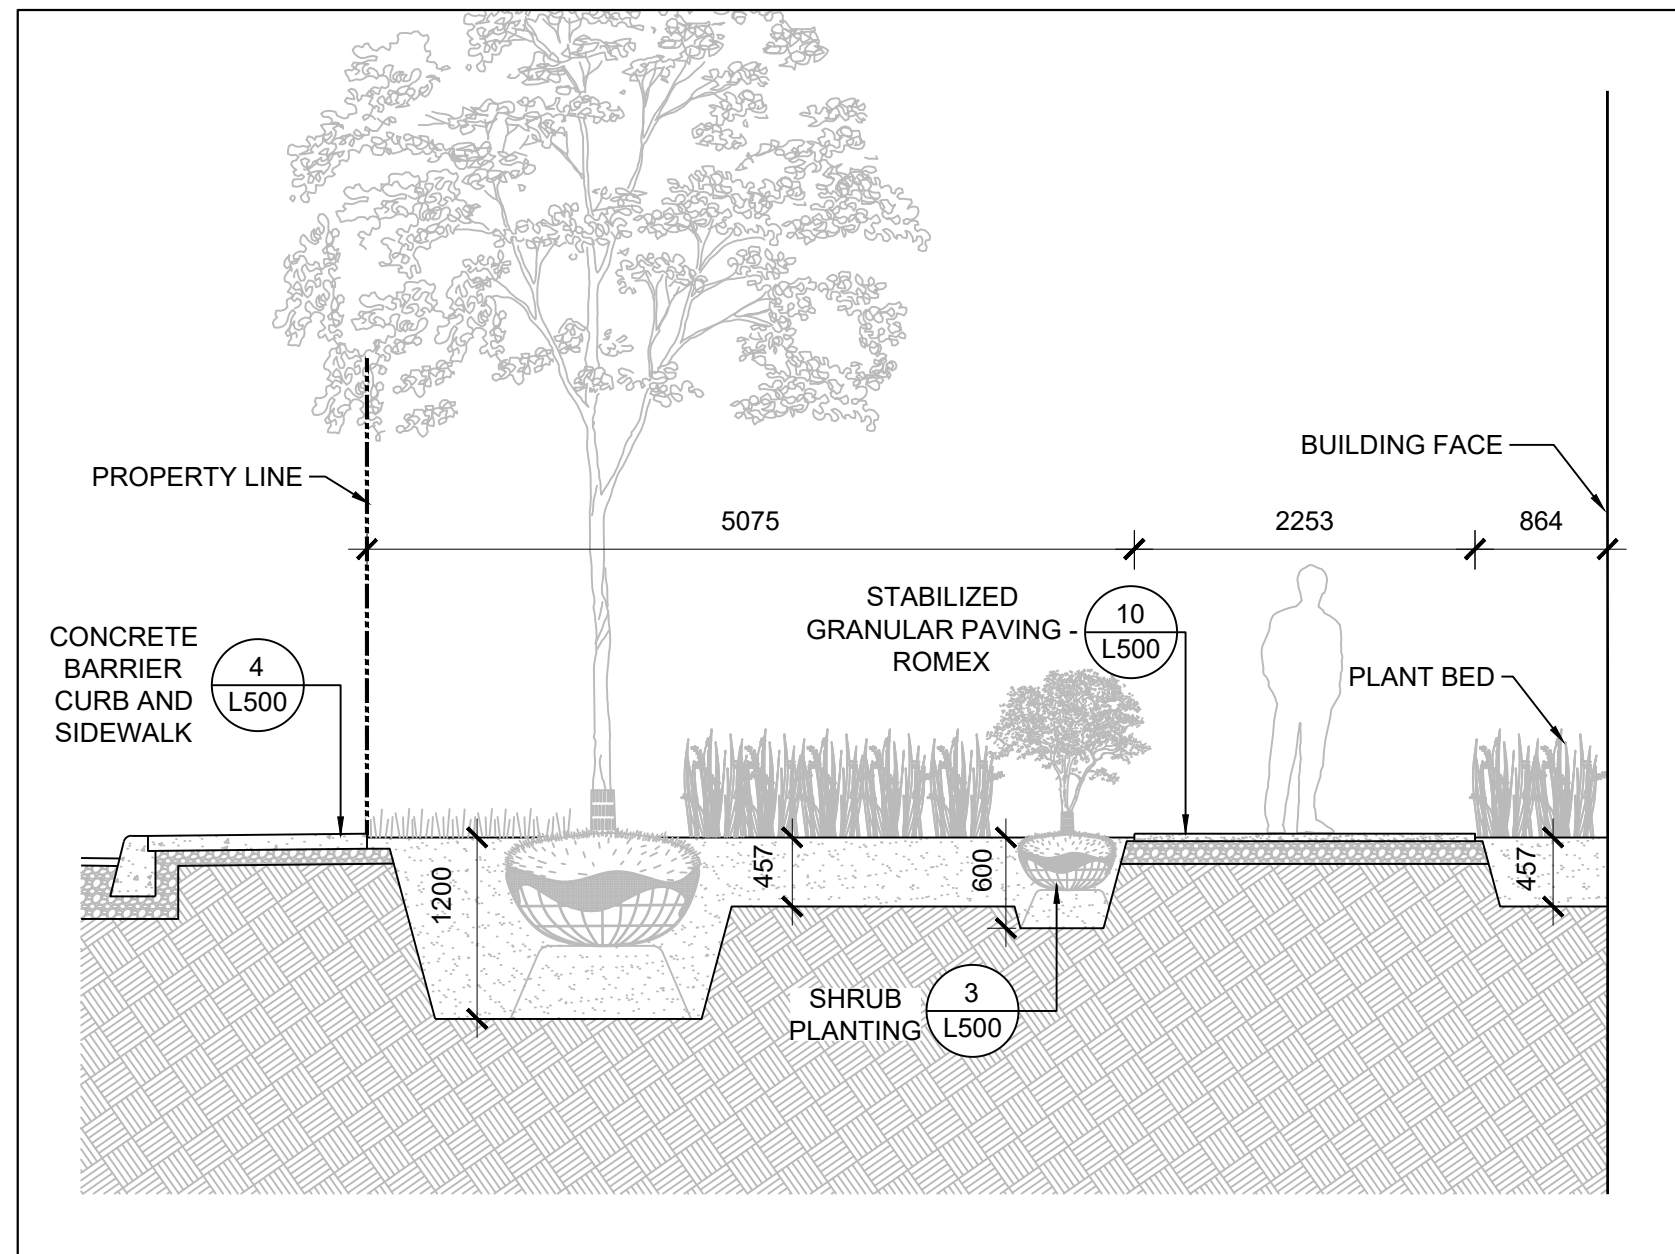 BUILDING FACE
PROPERTY LINE
5075
2253
864
STABILIZED
GRANULAR PAVING -
ROMEX
10
L500
CONCRETE
BARRIER
CURB AND
SIDEWALK
4
L500
PLANT BED
1200
457
600
457
SHRUB
PLANTING
3
L500